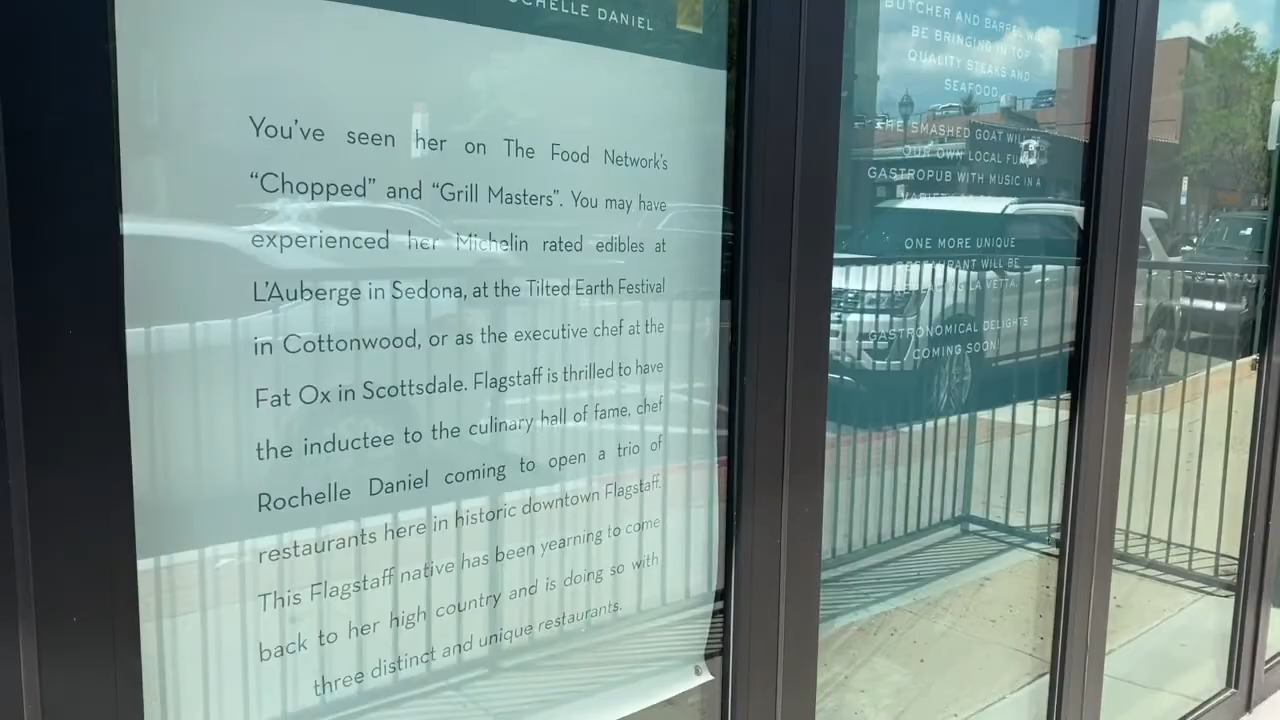 ROCHELLE DANIEL
You've seen her on The Food Network's
"Chopped" and "Grill Masters". You may have
experienced her Michelin rated edibles at
L'Auberge in Sedona, at the Tilted Earth Festival
in Cottonwood, or as the executive chef at the
Fat Ox in Scottsdale. Flagstaff is thrilled to have
the inductee to the culinary hall of fame, chef
Rochelle Daniel coming to open a trio of
restaurants here in historic downtown Flagstaff.
This Flagstaff native has been yearning to come
back to her high country and is doing so with
three distinct and unique restaurants.
BUTCHER AND BARREL WILL
BE BRINGING IN TOP
QUALITY STEAKS AND
SEAFOOD.
THE SMASHED GOAT WILL BE
OUR OWN LOCAL
GASTROPUB WITH MUSIC IN A
ONE MORE UNIQUE
RESTAURANT WILL BE
REPLACING LA VETTA.
GASTRONOMICAL DELIGHTS
COMING SOON!